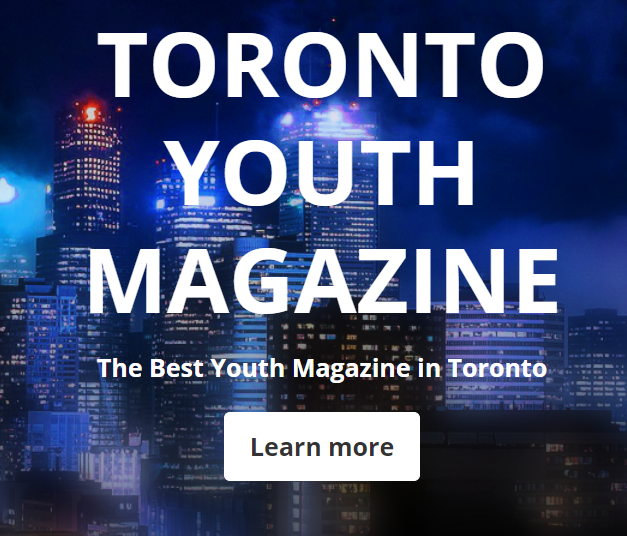 TORONTO
YOUTH
MAGAZINE
The Best Youth Magazine in Toronto
Learn more